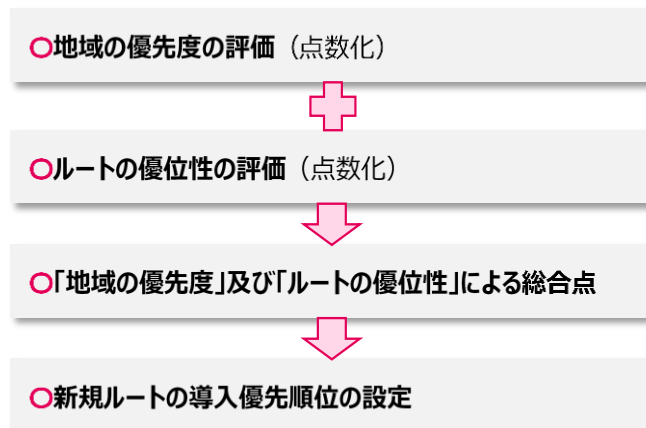 〇地域の優先度の評価（点数化）
〇ルートの優位性の評価（点数化）
〇「地域の優先度」及び「ルートの優位性」による総合点
〇新規ルートの導入優先順位の設定